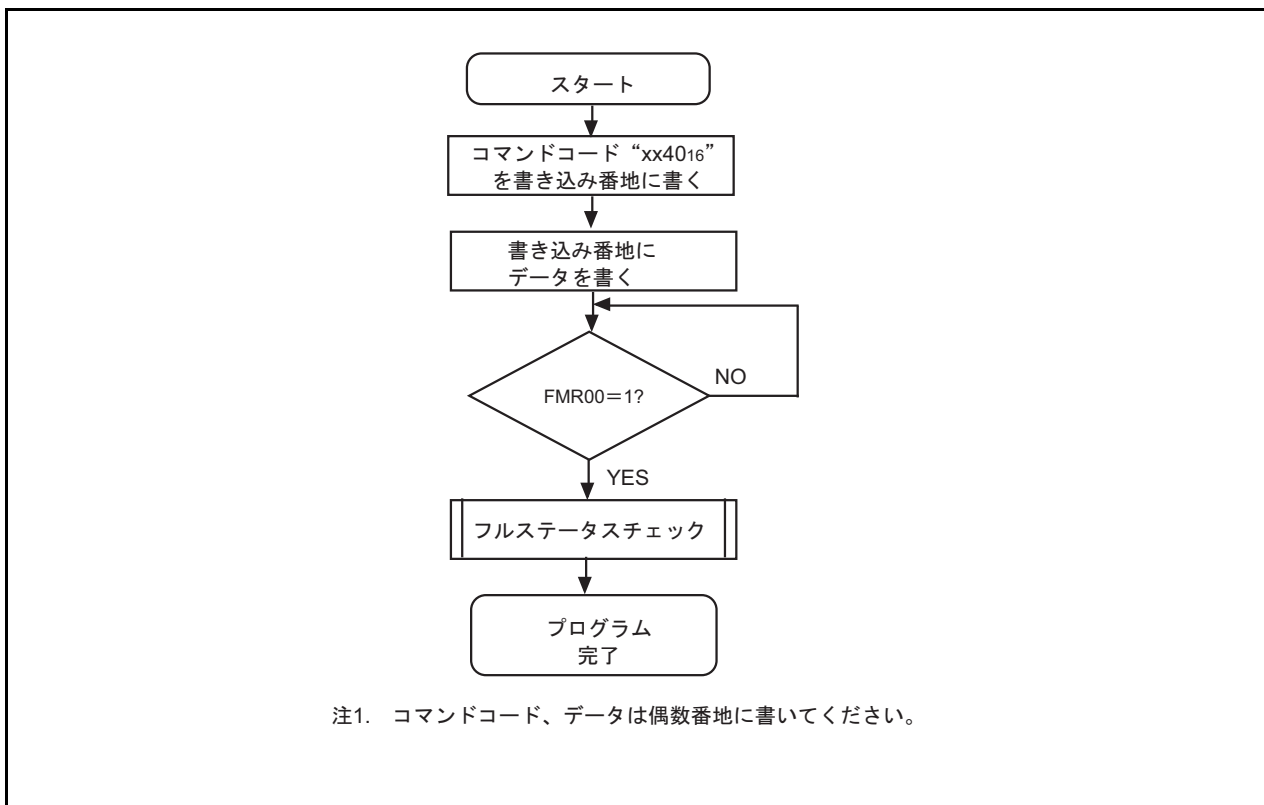 スタート
コマンドコード “xx4016”
を書き込み番地に書く
書き込み番地に
データを書く
NO
FMR00＝1?
YES
フルステータスチェック
プログラム
完了
注1. コマンドコード、データは偶数番地に書いてください。